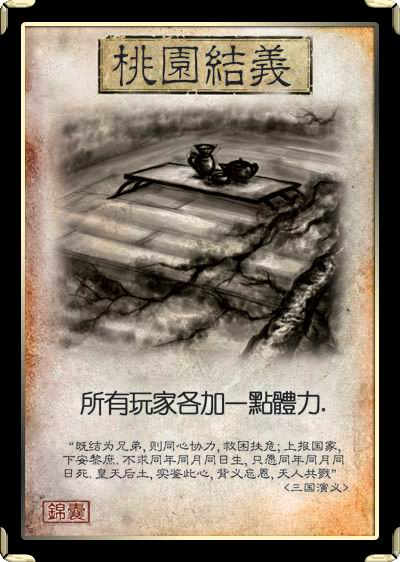 桃園結義
所有玩家各加一點體力.
“既结为兄弟, 则同心协力, 救困扶危; 上报国家,
下安黎庶. 不求同年同月同日生, 只愿同年同月同
日死. 皇天后土, 实鉴此心, 背义忘恩, 天人共戮”
<三国演义>
錦囊